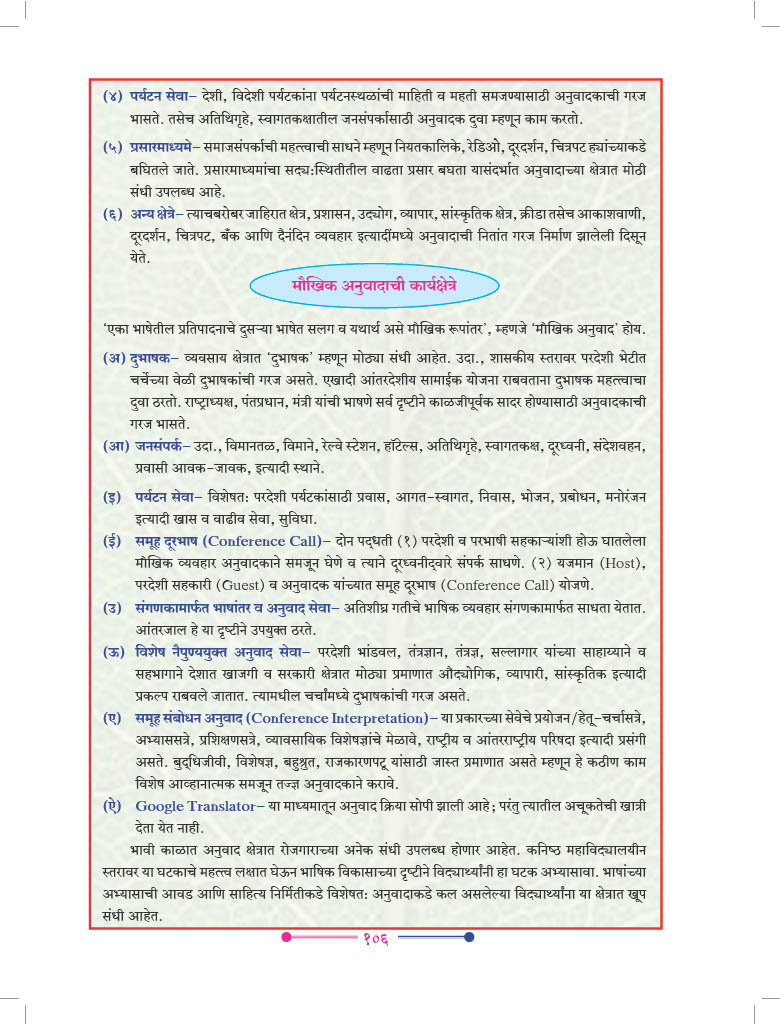 (४) पर्यटन सेवा– देशी, विदेशी पर्यटकांना पर्यटनस्थळांची माहिती व महती समजण्यासाठी अनुवादकाची गरज
भासते. तसेच अतिथिगृहे, स्वागतकक्षातील जनसंपर्कासाठी अनुवादक दुवा म्हणून काम करतो.
(५) प्रसारमाध्यमे– समाजसंपर्काची महत्त्वाची साधने म्हणून नियतकालिके, रेडिओ, दूरदर्शन, चित्रपट ह्यांच्याकडे
बघितले जाते. प्रसारमाध्यमांचा सद्य:स्थितीतील वाढता प्रसार बघता यासंदर्भात अनुवादाच्या क्षेत्रात मोठी
संधी उपलब्ध आहे.
(६) अन्य क्षेत्रे– त्याचबरोबर जाहिरात क्षेत्र, प्रशासन, उद्योग, व्यापार, सांस्कृतिक क्षेत्र, क्रीडा तसेच आकाशवाणी,
दूरदर्शन, चित्रपट, बँक आणि दैनंदिन व्यवहार इत्यादींमध्ये अनुवादाची नितांत गरज निर्माण झालेली दिसून
येते.
मौखिक अनुवादाची कार्यक्षेत्रे
‘एका भाषेतील प्रतिपादनाचे दुसऱ्या भाषेत सलग व यथार्थ असे मौखिक रूपांतर’, म्हणजे ‘मौखिक अनुवाद’ होय.
(अ) दुभाषक– व्यवसाय क्षेत्रात ‘दुभाषक’ म्हणून मोठ्या संधी आहेत. उदा., शासकीय स्तरावर परदेशी भेटीत
चर्चेच्या वेळी दुभाषकांची गरज असते. एखादी आंतरदेशीय सामाईक योजना राबवताना दुभाषक महत्त्वाचा
दुवा ठरतो. राष्ट्राध्यक्ष, पंतप्रधान, मंत्री यांची भाषणे सर्व दृष्टीने काळजीपूर्वक सादर होण्यासाठी अनुवादकाची
गरज भासते.
(आ) जनसंपर्क– उदा., विमानतळ, विमाने, रेल्वे स्टेशन, हॉटेल्स, अतिथिगृहे, स्वागतकक्ष, दूरध्वनी, संदेशवहन,
प्रवासी आवक-जावक, इत्यादी स्थाने.
(इ) पर्यटन सेवा– विशेषत: परदेशी पर्यटकांसाठी प्रवास, आगत-स्वागत, निवास, भोजन, प्रबोधन, मनोरंजन
इत्यादी खास व वाढीव सेवा, सुविधा.
(ई) समूह दूरभाष (Conference Call)– दोन पद्धती (१) परदेशी व परभाषी सहकाऱ्यांशी होऊ घातलेला
मौखिक व्यवहार अनुवादकाने समजून घेणे व त्याने दूरध्वनीद्वारे संपर्क साधणे. (२) यजमान (Host),
परदेशी सहकारी (Guest) व अनुवादक यांच्यात समूह दूरभाष (Conference Call) योजणे.
(उ) संगणकामार्फत भाषांतर व अनुवाद सेवा– अतिशीघ्र गतीचे भाषिक व्यवहार संगणकामार्फत साधता येतात.
आंतरजाल हे या दृष्टीने उपयुक्त ठरते.
(ऊ) विशेष नैपुण्ययुक्त अनुवाद सेवा– परदेशी भांडवल, तंत्रज्ञान, तंत्रज्ञ, सल्लागार यांच्या साहाय्याने व
सहभागाने देशात खाजगी व सरकारी क्षेत्रात मोठ्या प्रमाणात औद्योगिक, व्यापारी, सांस्कृतिक इत्यादी
प्रकल्प राबवले जातात. त्यामधील चर्चांमध्ये दुभाषकांची गरज असते.
(ए) समूह संबोधन अनुवाद (Conference Interpretation)– या प्रकारच्या सेवेचे प्रयोजन/हेतू-चर्चासत्रे,
अभ्याससत्रे, प्रशिक्षणसत्रे, व्यावसायिक विशेषज्ञांचे मेळावे, राष्ट्रीय व आंतरराष्ट्रीय परिषदा इत्यादी प्रसंगी
असते. बुद्धिजीवी, विशेषज्ञ, बहुश्रुत, राजकारणपटू यांसाठी जास्त प्रमाणात असते म्हणून हे कठीण काम
विशेष आव्हानात्मक समजून तज्ज्ञ अनुवादकाने करावे.
(ऐ) Google Translator– या माध्यमातून अनुवाद क्रिया सोपी झाली आहे; परंतु त्यातील अचूकतेची खात्री
देता येत नाही.
भावी काळात अनुवाद क्षेत्रात रोजगाराच्या अनेक संधी उपलब्ध होणार आहेत. कनिष्ठ महाविद्यालयीन
स्तरावर या घटकाचे महत्त्व लक्षात घेऊन भाषिक विकासाच्या दृष्टीने विद्यार्थ्यांनी हा घटक अभ्यासावा. भाषांच्या
अभ्यासाची आवड आणि साहित्य निर्मितीकडे विशेषत: अनुवादाकडे कल असलेल्या विद्यार्थ्यांना या क्षेत्रात खूप
संधी आहेत.
१०६